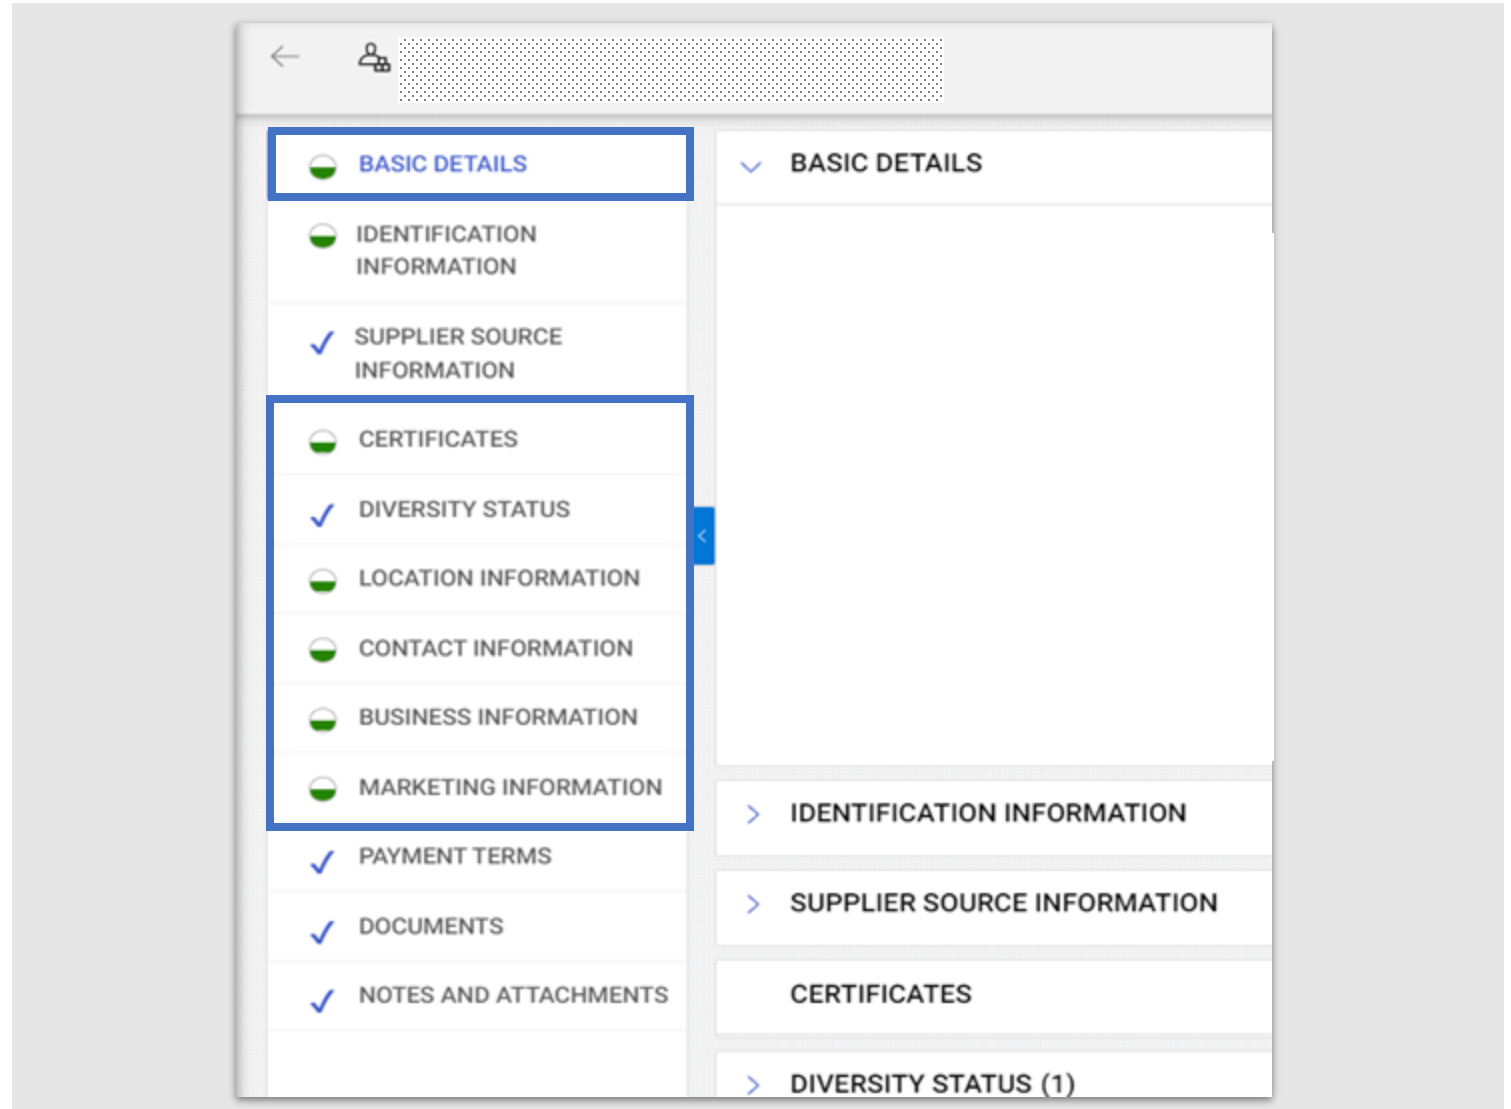 BASIC DETAILS
IDENTIFICATION
INFORMATION
SUPPLIER SOURCE
INFORMATION
CERTIFICATES
DIVERSITY STATUS
LOCATION INFORMATION
CONTACT INFORMATION
BUSINESS INFORMATION
MARKETING INFORMATION
PAYMENT TERMS
DOCUMENTS
NOTES AND ATTACHMENTS
BASIC DETAILS
IDENTIFICATION INFORMATION
SUPPLIER SOURCE INFORMATION
CERTIFICATES
DIVERSITY STATUS (1)